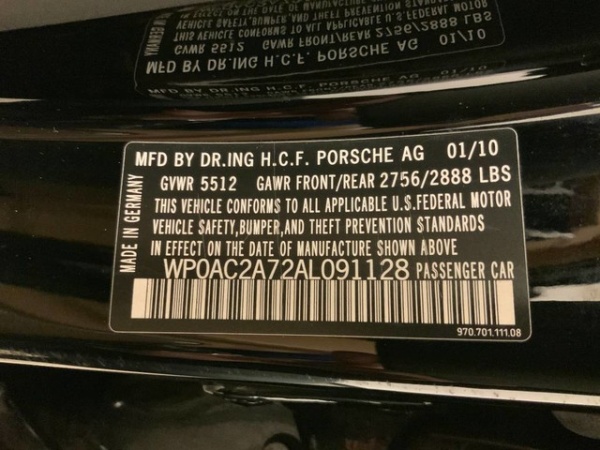 MFD BY DR.ING H.C.F. PORSCHE AG 01/10
GVWR 5512 GAWR FRONT/REAR 2756/2888 LBS
THIS VEHICLE CONFORMS TO ALL APPLICABLE U.S.FEDERAL MOTOR
VEHICLE SAFETY,BUMPER,AND THEFT PREVENTION STANDARDS
IN EFFECT ON THE DATE OF MANUFACTURE SHOWN ABOVE
WP0AC2A72AL091128 PASSENGER CAR
MADE IN GERMANY
970.701.111.08